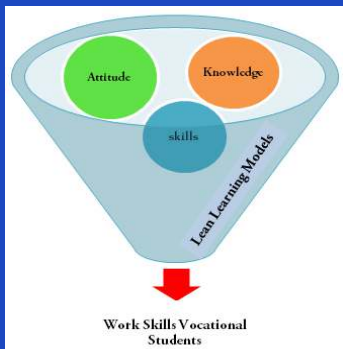 Attitude
Knowledge
skills
Lean Learning Models
Work Skills Vocational
Students